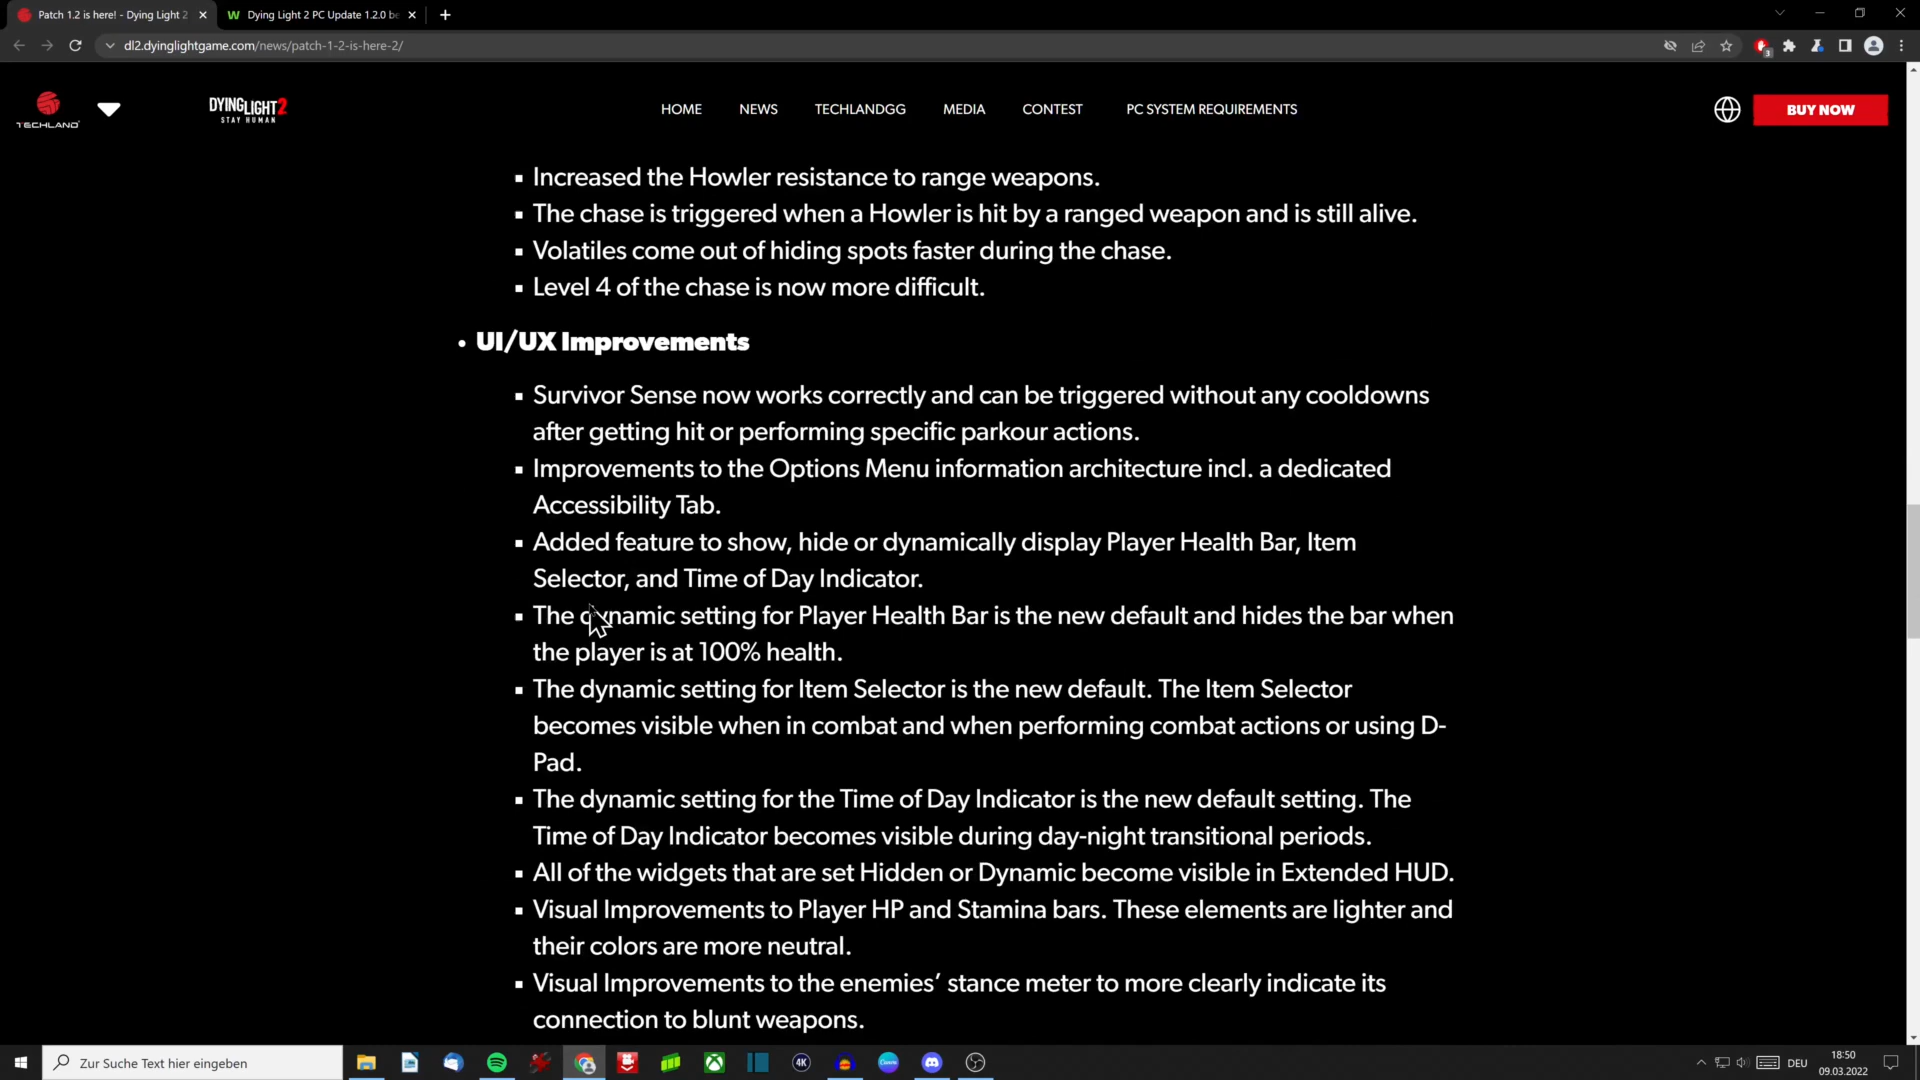 Patch 1.2 is here! - Dying Light 2
Dying Light 2 PC Update 1.2.0 be
dl2.dyinglightgame.com/news/patch-1-2-is-here-2/
3
TECHLAND
DYING LIGHT 2
STAY HUMAN
HOME
NEWS
TECHLANDGG
MEDIA
CONTEST
PC SYSTEM REQUIREMENTS
BUY NOW
▪ Increased the Howler resistance to range weapons.
▪ The chase is triggered when a Howler is hit by a ranged weapon and is still alive.
▪ Volatiles come out of hiding spots faster during the chase.
▪ Level 4 of the chase is now more difficult.
• UI/UX Improvements
▪ Survivor Sense now works correctly and can be triggered without any cooldowns
after getting hit or performing specific parkour actions.
▪ Improvements to the Options Menu information architecture incl. a dedicated
Accessibility Tab.
▪ Added feature to show, hide or dynamically display Player Health Bar, Item
Selector, and Time of Day Indicator.
▪ The dynamic setting for Player Health Bar is the new default and hides the bar when
the player is at 100% health.
▪ The dynamic setting for Item Selector is the new default. The Item Selector
becomes visible when in combat and when performing combat actions or using D-
Pad.
▪ The dynamic setting for the Time of Day Indicator is the new default setting. The
Time of Day Indicator becomes visible during day-night transitional periods.
▪ All of the widgets that are set Hidden or Dynamic become visible in Extended HUD.
▪ Visual Improvements to Player HP and Stamina bars. These elements are lighter and
their colors are more neutral.
▪ Visual Improvements to the enemies’ stance meter to more clearly indicate its
connection to blunt weapons.
Zur Suche Text hier eingeben
4K
DEU
18:50
09.03.2022